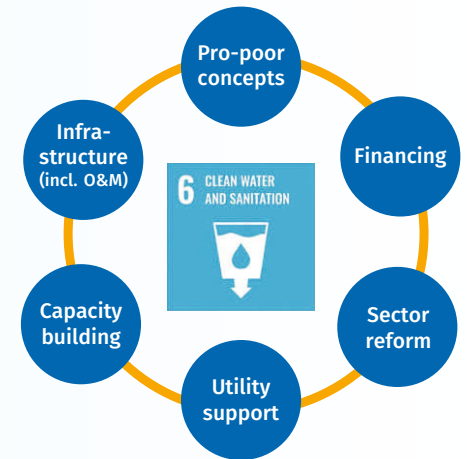 Pro-poor
concepts
Financing
Sector
reform
Utility
support
Capacity
building
Infra-
structure
(incl. O&M)
6 CLEAN WATER
AND SANITATION